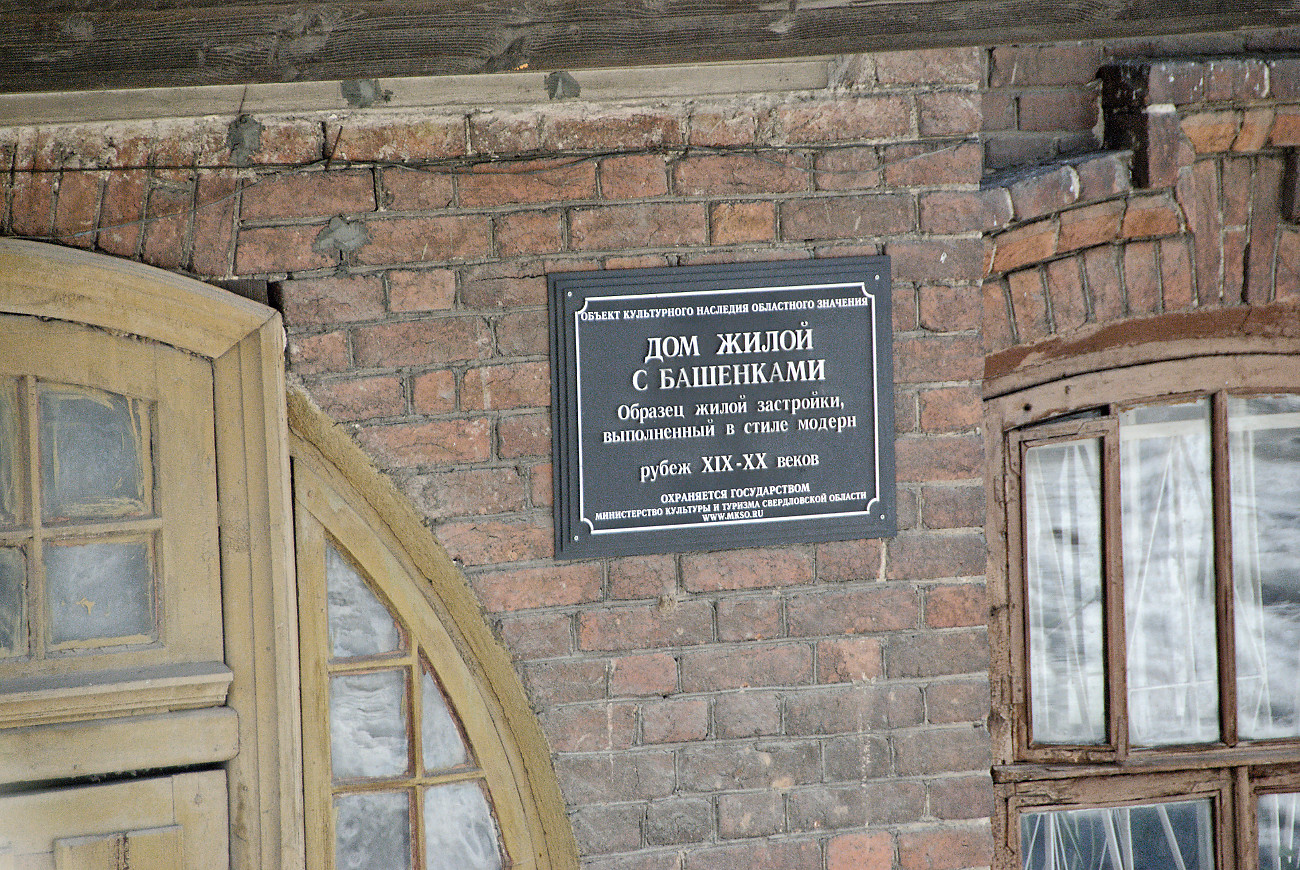 ОБЪЕКТ КУЛЬТУРНОГО НАСЛЕДИЯ ОБЛАСТНОГО ЗНАЧЕНИЯ
ДОМ ЖИЛОЙ
С БАШЕНКАМИ
Образец жилой застройки,
выполненный в стиле модерн
рубеж XIX-XX веков
ОХРАНЯЕТСЯ ГОСУДАРСТВОМ
МИНИСТЕРСТВО КУЛЬТУРЫ И ТУРИЗМА СВЕРДЛОВСКОЙ ОБЛАСТИ
WWW.MKSO.RU